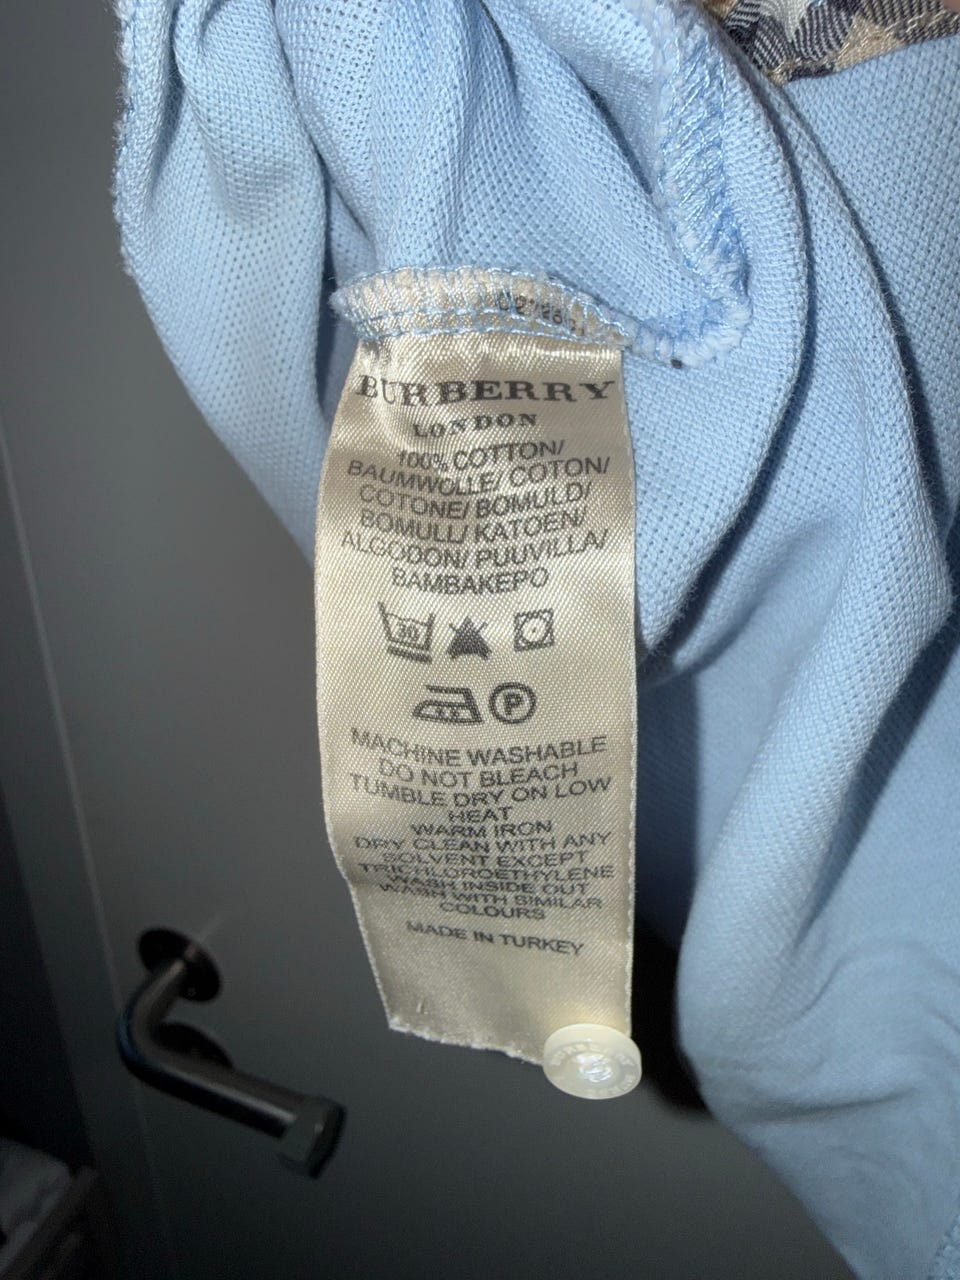 BURBERRY
LONDON
100% COTTON/
BAUMWOLLE/ COTON/
COTONE/ BOMULD/
BOMULL/ KATOEN/
ALGODON/ PUUVILLA/
BAMBAKEPO
30
P
MACHINE WASHABLE
DO NOT BLEACH
TUMBLE DRY ON LOW
HEAT
WARM IRON
DRY CLEAN WITH ANY
SOLVENT EXCEPT
TRICHLOROETHYLENE
WASH INSIDE OUT
WASH WITH SIMILAR
COLOURS
MADE IN TURKEY